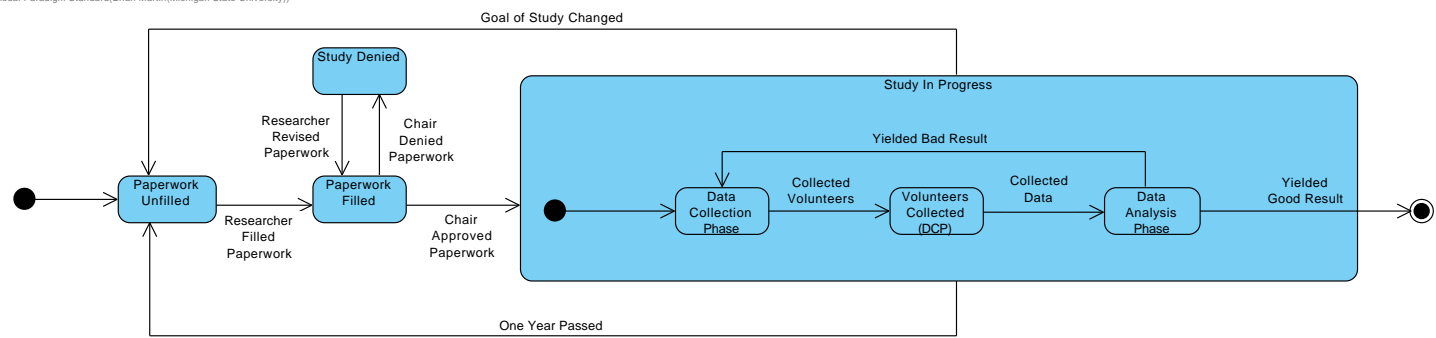 Goal of Study Changed
Study Denied
Study In Progress
Researcher
Revised
Paperwork
Chair
Denied
Paperwork
Yielded Bad Result
Paperwork
Unfilled
Paperwork
Filled
Data
Collection
Phase
Collected
Volunteers
Volunteers
Collected
(DCP)
Collected
Data
Data
Analysis
Phase
Yielded
Good Result
Researcher
Filled
Paperwork
Chair
Approved
Paperwork
One Year Passed